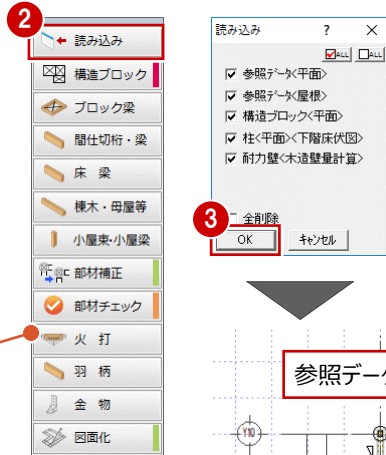 2
読み込み
構造ブロック
ブロック梁
間仕切桁・梁
床 梁
棟木・母屋等
小屋束・小屋梁
部材補正
部材チェック
火 打
羽 柄
金 物
図面化
読み込み ? ×
ALL ALL
参照データ<平面>
参照データ<屋根>
構造ブロック<平面>
柱<平面><下階床伏図>
耐力壁<木造壁量計算>
全削除
3
OK キャンセル
参照データ
Y10